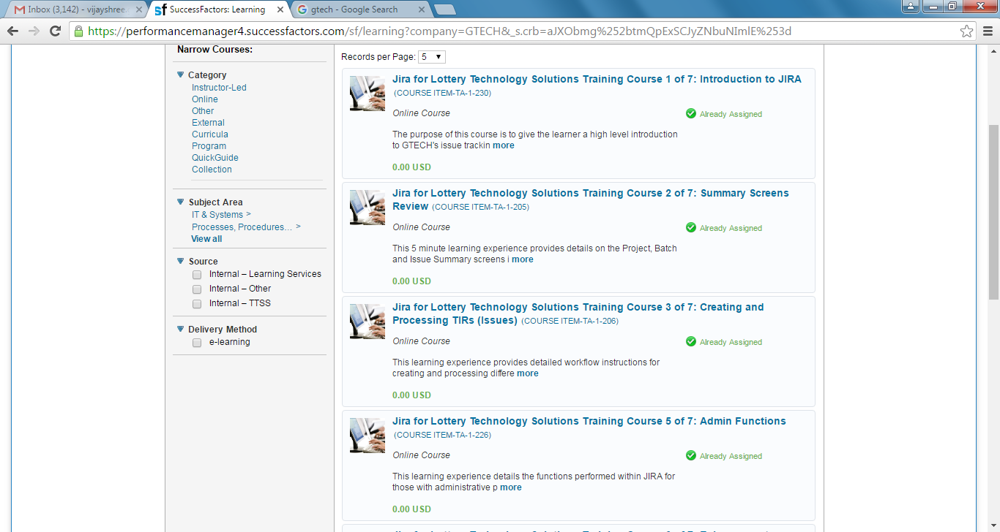 Inbox (3,142) - vijayshree
SuccessFactors: Learning
gtech - Google Search
https://performancemanager4.successfactors.com/sf/learning?company=GTECH&_s.crb=aJXObmg%252btmQpExSCJyZNbuNImlE%253d
Narrow Courses:
Category
Instructor-Led
Online
Other
External
Curricula
Program
QuickGuide
Collection
Subject Area
IT & Systems >
Processes, Procedures… >
View all
Source
Internal – Learning Services
Internal – Other
Internal – TTSS
Delivery Method
e-learning
Records per Page: 5
Jira for Lottery Technology Solutions Training Course 1 of 7: Introduction to JIRA
(COURSE ITEM-TA-1-230)
Online Course
Already Assigned
The purpose of this course is to give the learner a high level introduction
to GTECH's issue trackin more
0.00 USD
Jira for Lottery Technology Solutions Training Course 2 of 7: Summary Screens
Review (COURSE ITEM-TA-1-205)
Online Course
Already Assigned
This 5 minute learning experience provides details on the Project, Batch
and Issue Summary screens i more
0.00 USD
Jira for Lottery Technology Solutions Training Course 3 of 7: Creating and
Processing TIRs (Issues) (COURSE ITEM-TA-1-206)
Online Course
Already Assigned
This learning experience provides detailed workflow instructions for
creating and processing differe more
0.00 USD
Jira for Lottery Technology Solutions Training Course 5 of 7: Admin Functions
(COURSE ITEM-TA-1-226)
Online Course
Already Assigned
This learning experience details the functions performed within JIRA for
those with administrative p more
0.00 USD